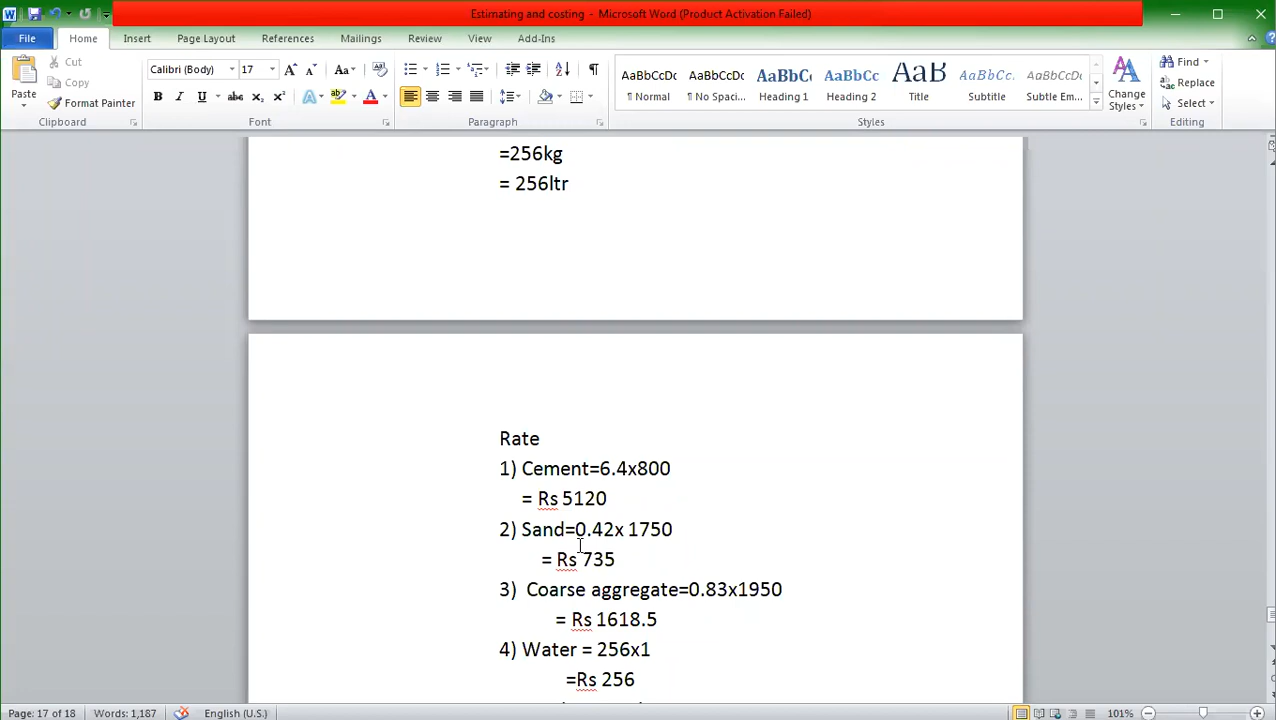 Estimating and costing - Microsoft Word (Product Activation Failed)
File Home Insert Page Layout References Mailings Review View Add-Ins
Paste
Cut
Copy
Format Painter
Clipboard
Calibri (Body) 17
Font
Paragraph
AaBbCcDc AaBbCcDc AaBbC AaBbCc AaB AaBbCcL AaBbCcDc
¶ Normal ¶ No Spaci... Heading 1 Heading 2 Title Subtitle Subtle Em...
Change Styles
Styles
Find
Replace
Select
Editing
=256kg
= 256ltr
Rate
1) Cement=6.4x800
= Rs 5120
2) Sand=0.42x 1750
= Rs 735
3) Coarse aggregate=0.83x1950
= Rs 1618.5
4) Water = 256x1
=Rs 256
Page: 17 of 18 Words: 1,187 English (U.S.) 101%